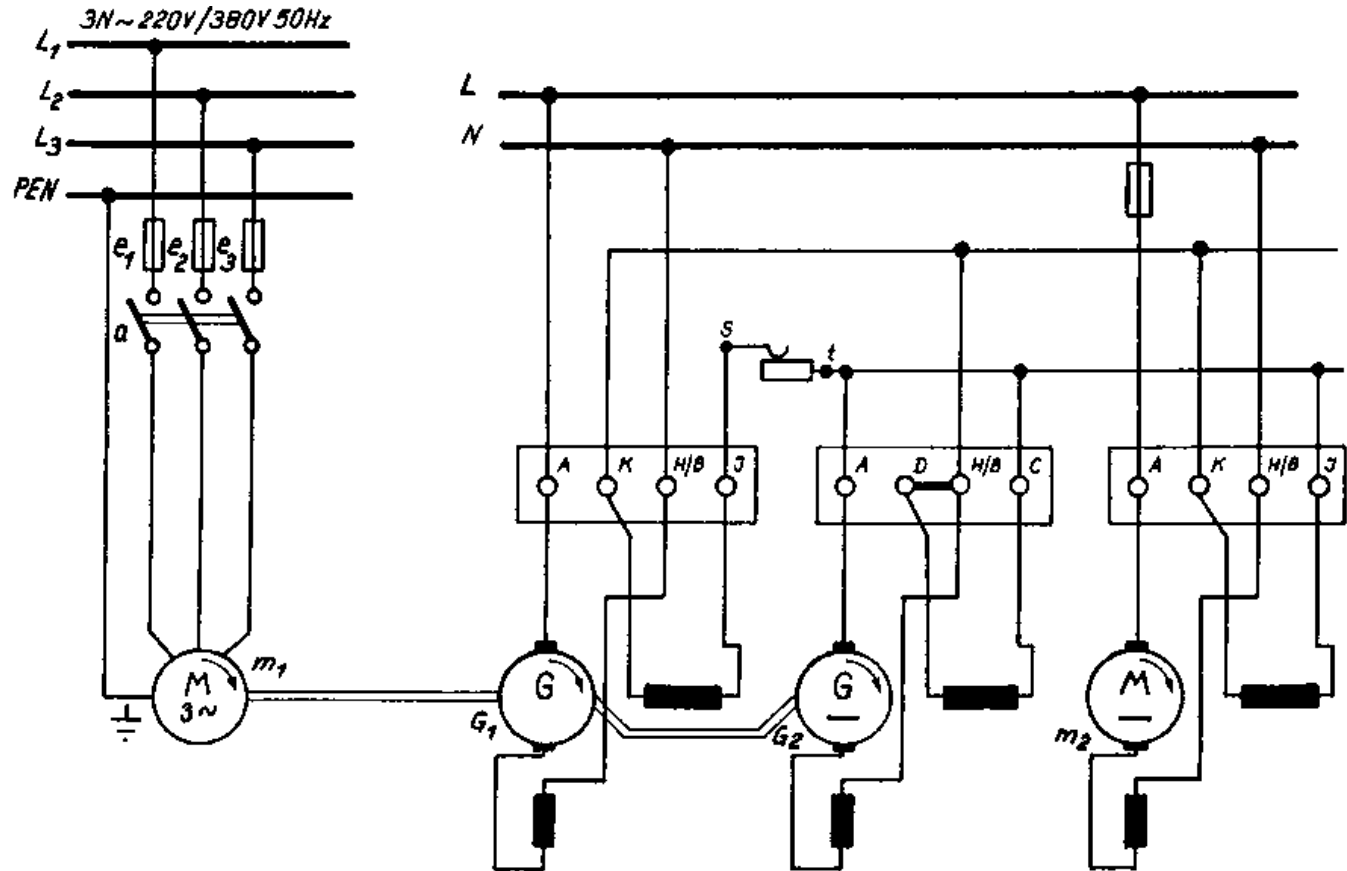 3N~220V/380V 50Hz
L1
L2
L3
PEN
L
N
e1 e2 e3
a
S
t
A K H/B J
A D H/B C
A K H/B J
M 3~
m1
G
G1
G
G2
M
m2